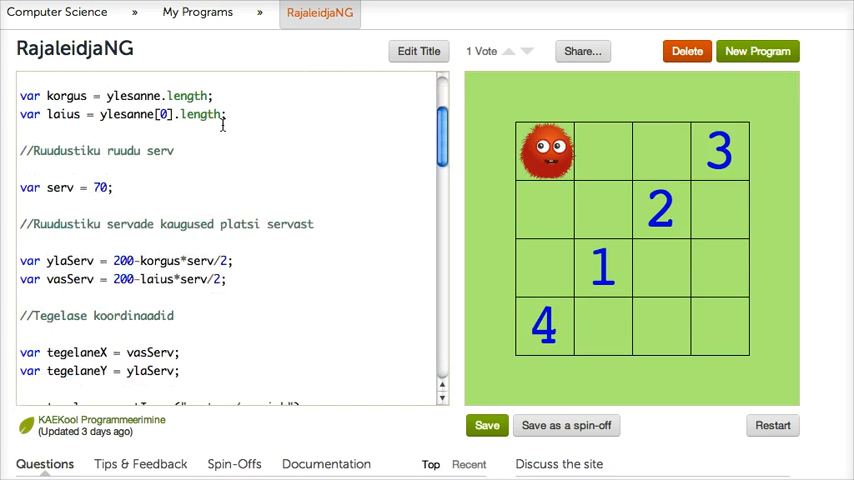 Computer Science » My Programs » RajaleidjaNG
RajaleidjaNG
Edit Title
1 Vote
Share...
Delete
New Program
var korgus = ylesanne.length;
var laius = ylesanne[0].length;
//Ruudustiku ruudu serv
var serv = 70;
//Ruudustiku servade kaugused platsi servast
var ylaServ = 200-korgus*serv/2;
var vasServ = 200-laius*serv/2;
//Tegelase koordinaadid
var tegelaneX = vasServ;
var tegelaneY = ylaServ;
3
2
1
4
KAEKool Programmeerimine
(Updated 3 days ago)
Save
Save as a spin-off
Restart
Questions Tips & Feedback Spin-Offs Documentation Top Recent Discuss the site